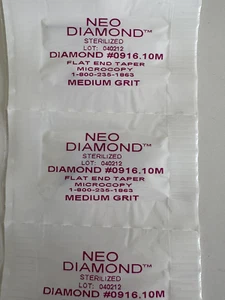 NEO
DIAMOND™
STERILIZED
LOT: 040212
DIAMOND #0916.10M
FLAT END TAPER
MICROCOPY
1-800-235-1863
MEDIUM GRIT
NEO
DIAMOND™
STERILIZED
LOT: 040212
DIAMOND #0916.10M
FLAT END TAPER
MICROCOPY
1-800-235-1863
MEDIUM GRIT
NEO
DIAMOND™
STERILIZED
LOT: 040212
DIAMOND #0916.10M